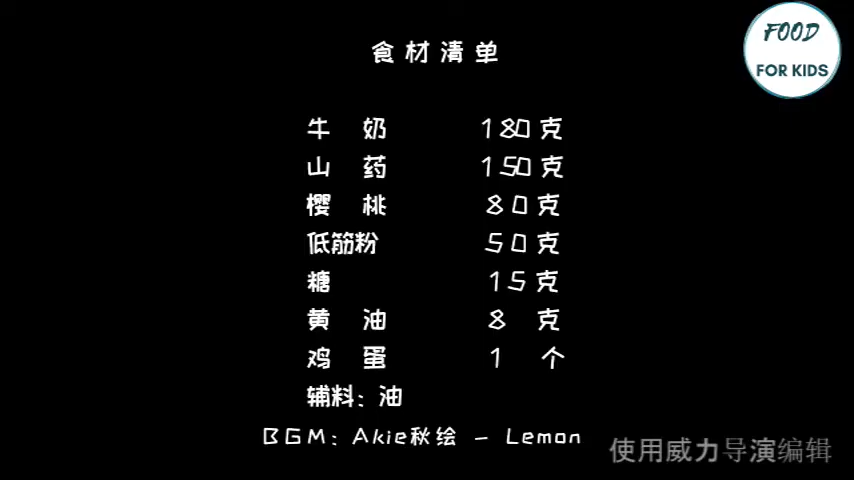 FOOD
FOR KIDS
食材清单
牛奶 180克
山药 150克
樱桃 80克
低筋粉 50克
糖 15克
黄油 8克
鸡蛋 1个
辅料：油
BGM：Akie秋绘 - Lemon
使用威力导演编辑